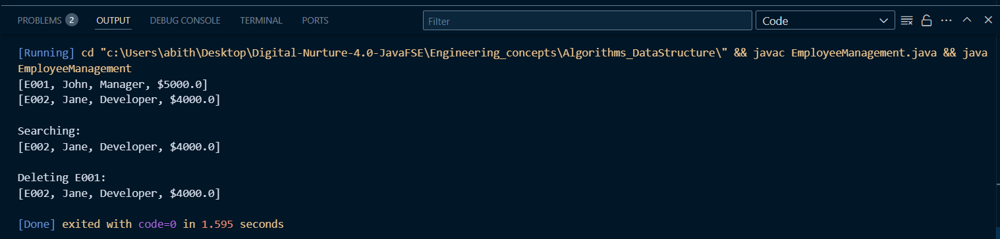 PROBLEMS 2 OUTPUT DEBUG CONSOLE TERMINAL PORTS Filter Code
[Running] cd "c:\Users\abith\Desktop\Digital-Nurture-4.0-JavaFSE\Engineering_concepts\Algorithms_DataStructure\" && javac EmployeeManagement.java && java
EmployeeManagement
[E001, John, Manager, $5000.0]
[E002, Jane, Developer, $4000.0]
Searching:
[E002, Jane, Developer, $4000.0]
Deleting E001:
[E002, Jane, Developer, $4000.0]
[Done] exited with code=0 in 1.595 seconds